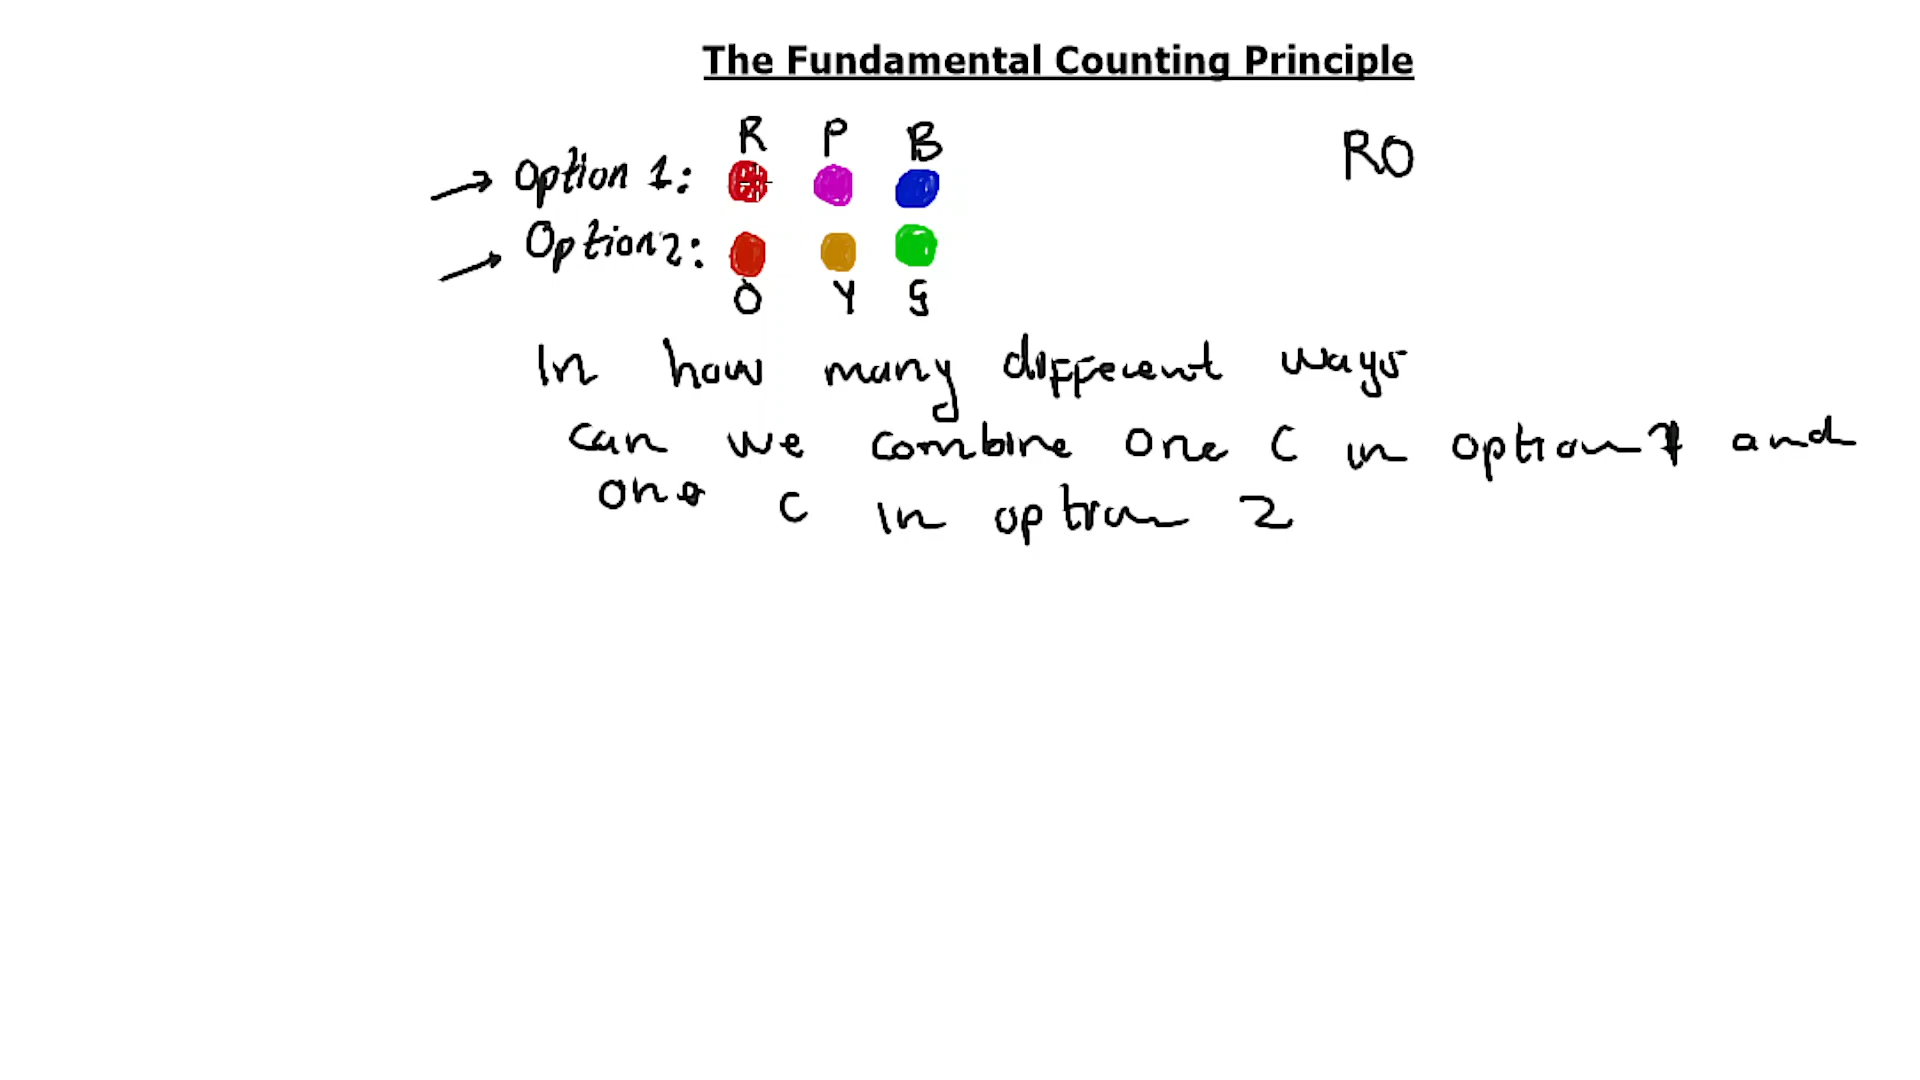 The Fundamental Counting Principle
R P B
RO
Option 1:
Option 2:
O Y G
In how many different ways
can we combine one C in option 1 and
one C in option 2